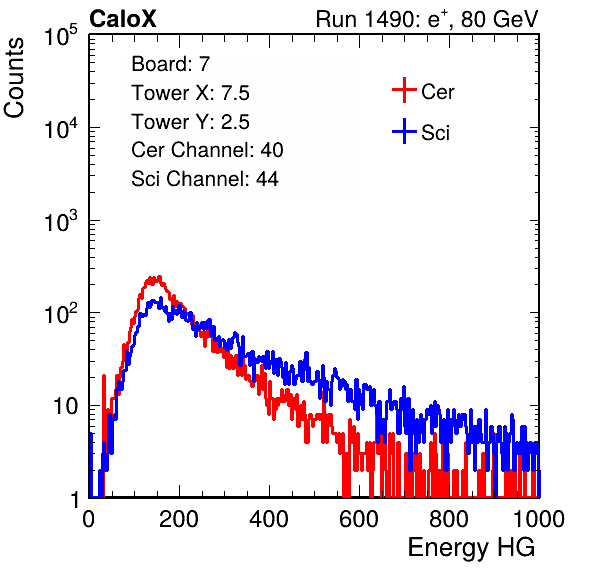 CaloX Run 1490: e⁺, 80 GeV
Counts
10⁵
10⁴
10³
10²
10
1
Board: 7
Tower X: 7.5
Tower Y: 2.5
Cer Channel: 40
Sci Channel: 44
Cer
Sci
0 200 400 600 800 1000
Energy HG